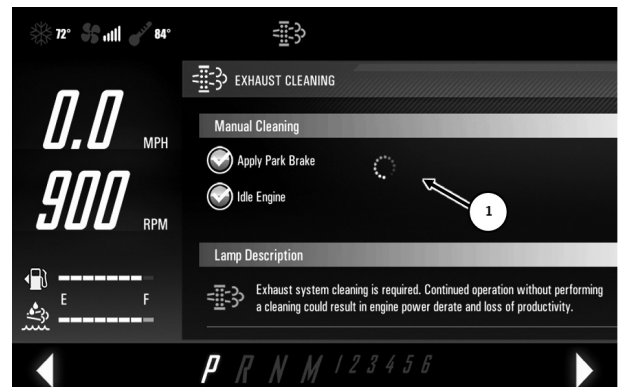 72° 84°
EXHAUST CLEANING
0.0 MPH
Manual Cleaning
Apply Park Brake
Idle Engine
1
900 RPM
Lamp Description
Exhaust system cleaning is required. Continued operation without performing
a cleaning could result in engine power derate and loss of productivity.
E F
P R N M 1 2 3 4 5 6